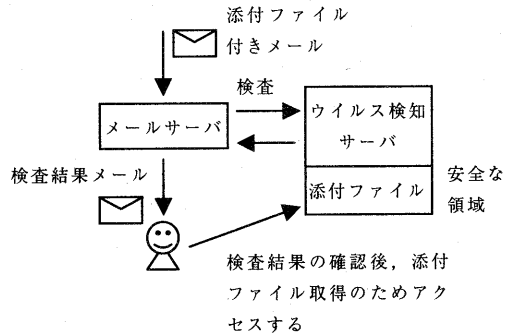 添付ファイル
付きメール
検査
メールサーバ
ウイルス検知
サーバ
検査結果メール
添付ファイル
安全な
領域
検査結果の確認後，添付
ファイル取得のためアク
セスする